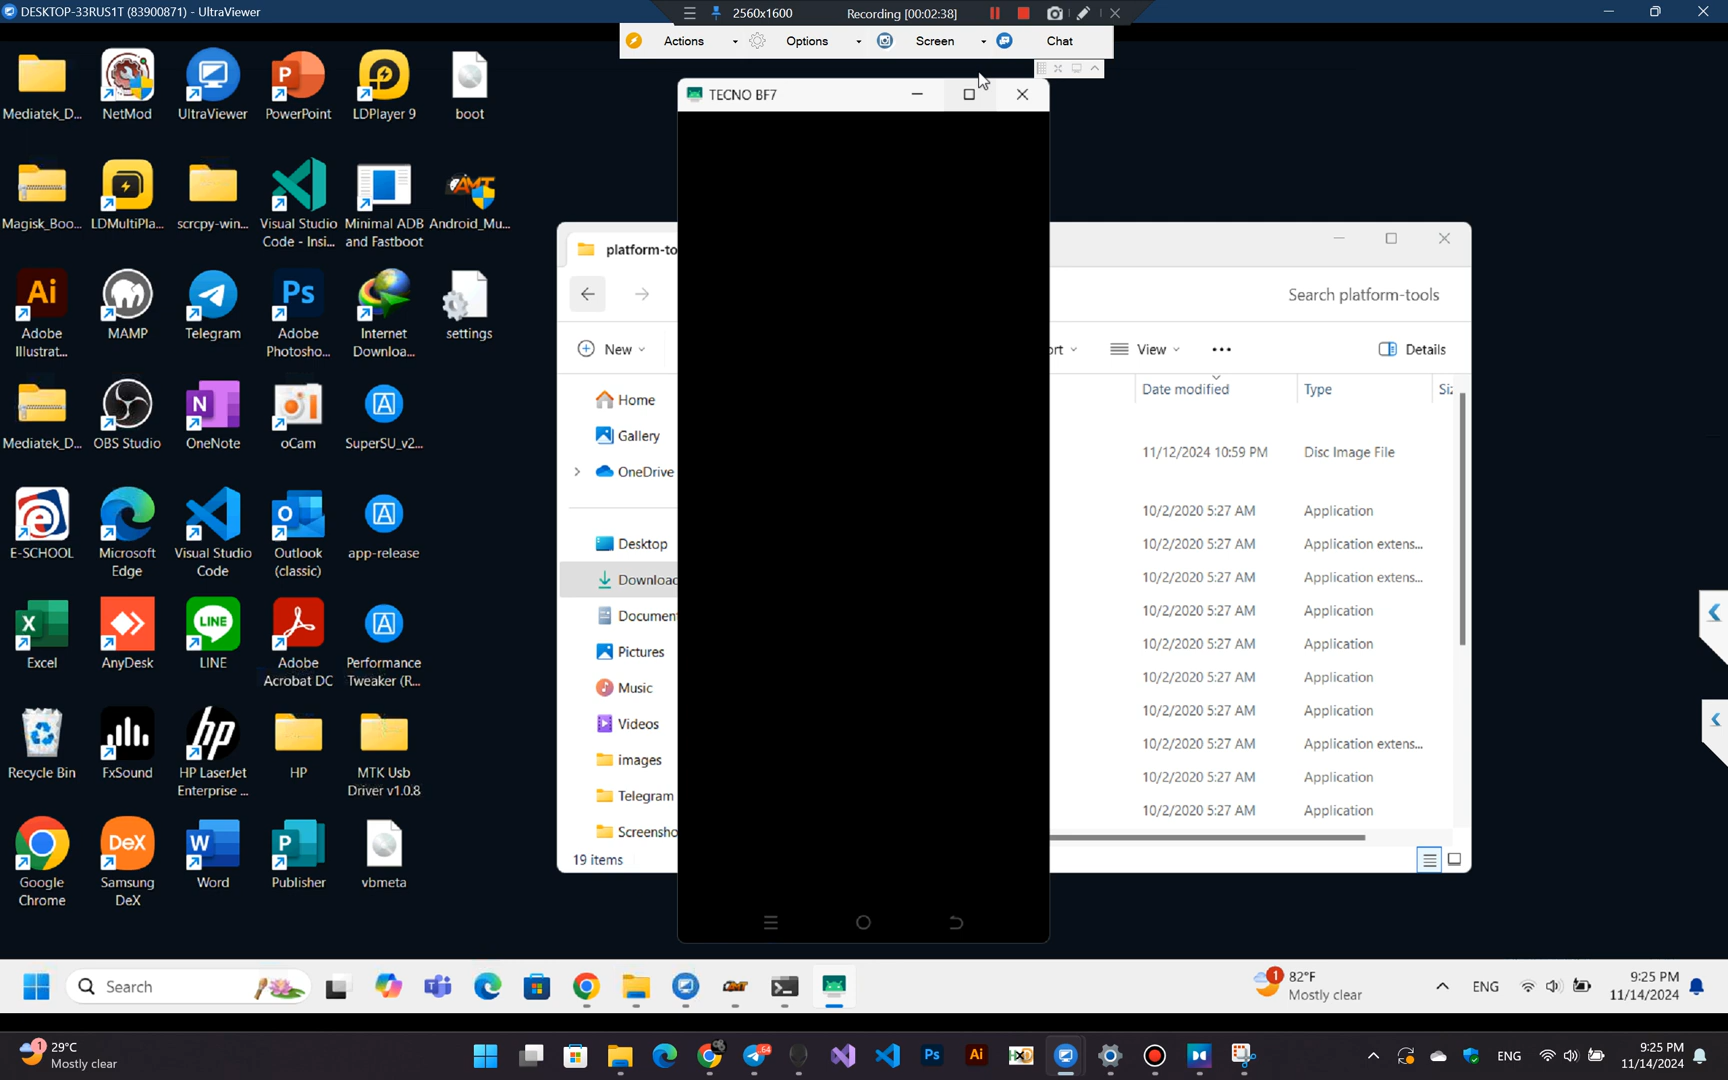 DESKTOP-33RUS1T (83900871) - UltraViewer
2560x1600
Recording [00:02:38]
Actions
Options
Screen
Chat
TECNO BF7
Mediatek_D...
NetMod
UltraViewer
PowerPoint
LDPlayer 9
boot
Magisk_Boo...
LDMultiPla...
scrcpy-win...
Visual Studio
Code - Insi...
Minimal ADB
and Fastboot
Android_Mu...
Adobe
Illustrat...
MAMP
Telegram
Adobe
Photosho...
Internet
Downloa...
settings
Mediatek_D...
OBS Studio
OneNote
oCam
SuperSU_v2...
E-SCHOOL
Microsoft
Edge
Visual Studio
Code
Outlook
(classic)
app-release
Excel
AnyDesk
LINE
LINE
Adobe
Acrobat DC
Performance
Tweaker (R...
Recycle Bin
FxSound
HP LaserJet
Enterprise ...
HP
MTK Usb
Driver v1.0.8
Google
Chrome
DeX
Samsung
DeX
Word
Publisher
vbmeta
platform-to
Search platform-tools
New
ort
View
Details
Home
Gallery
OneDrive
Desktop
Download
Documen
Pictures
Music
Videos
images
Telegram
Screensho
19 items
Date modified
Type
Siz
11/12/2024 10:59 PM
Disc Image File
10/2/2020 5:27 AM
Application
10/2/2020 5:27 AM
Application extens...
10/2/2020 5:27 AM
Application extens...
10/2/2020 5:27 AM
Application
10/2/2020 5:27 AM
Application
10/2/2020 5:27 AM
Application
10/2/2020 5:27 AM
Application
10/2/2020 5:27 AM
Application extens...
10/2/2020 5:27 AM
Application
10/2/2020 5:27 AM
Application
Search
1
82°F
Mostly clear
ENG
9:25 PM
11/14/2024
1
29°C
Mostly clear
64
Ps
Ai
ENG
9:25 PM
11/14/2024